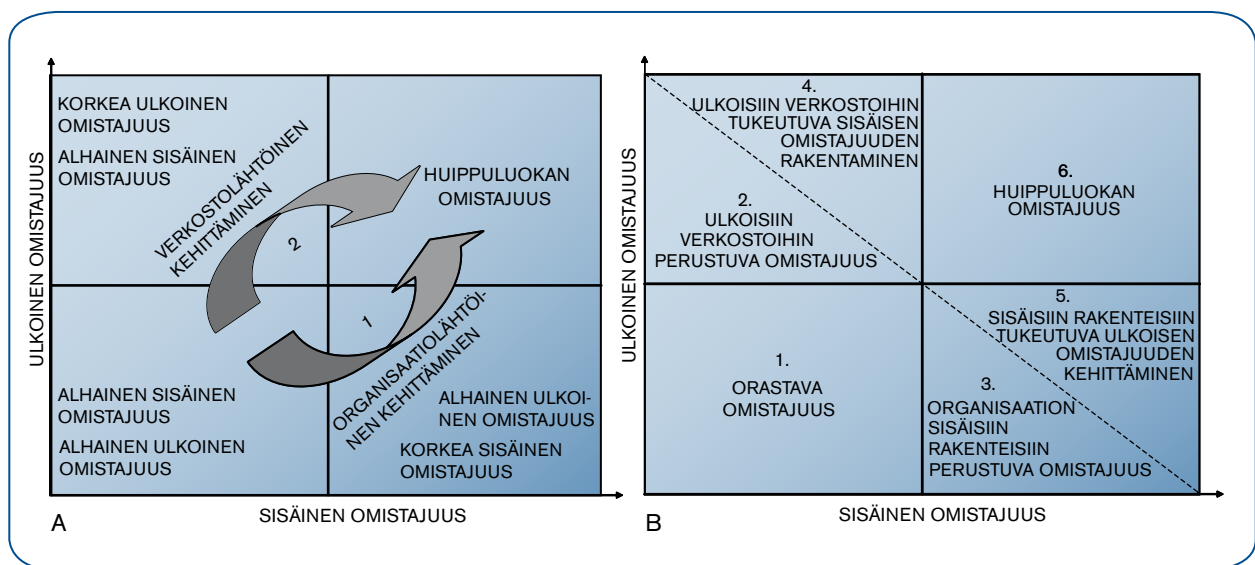 ULKOINEN OMISTAJUUS
KORKEA ULKOINEN
OMISTAJUUS
ALHAINEN SISÄINEN
OMISTAJUUS
VERKOSTOLÄHTÖINEN
KEHITTÄMINEN
2
HUIPPULUOKAN
OMISTAJUUS
1
ORGANISAATIOLÄHTÖI-
NEN KEHITTÄMINEN
ALHAINEN SISÄINEN
OMISTAJUUS
ALHAINEN ULKOINEN
OMISTAJUUS
ALHAINEN ULKOI-
NEN OMISTAJUUS
KORKEA SISÄINEN
OMISTAJUUS
A
SISÄINEN OMISTAJUUS
ULKOINEN OMISTAJUUS
4.
ULKOISIIN VERKOSTOIHIN
TUKEUTUVA SISÄISEN
OMISTAJUUDEN
RAKENTAMINEN
2.
ULKOISIIN
VERKOSTOIHIN
PERUSTUVA OMISTAJUUS
6.
HUIPPULUOKAN
OMISTAJUUS
1.
ORASTAVA
OMISTAJUUS
5.
SISÄISIIN RAKENTEISIIN
TUKEUTUVA ULKOISEN
OMISTAJUUDEN
KEHITTÄMINEN
3.
ORGANISAATION
SISÄISIIN
RAKENTEISIIN
PERUSTUVA OMISTAJUUS
B
SISÄINEN OMISTAJUUS